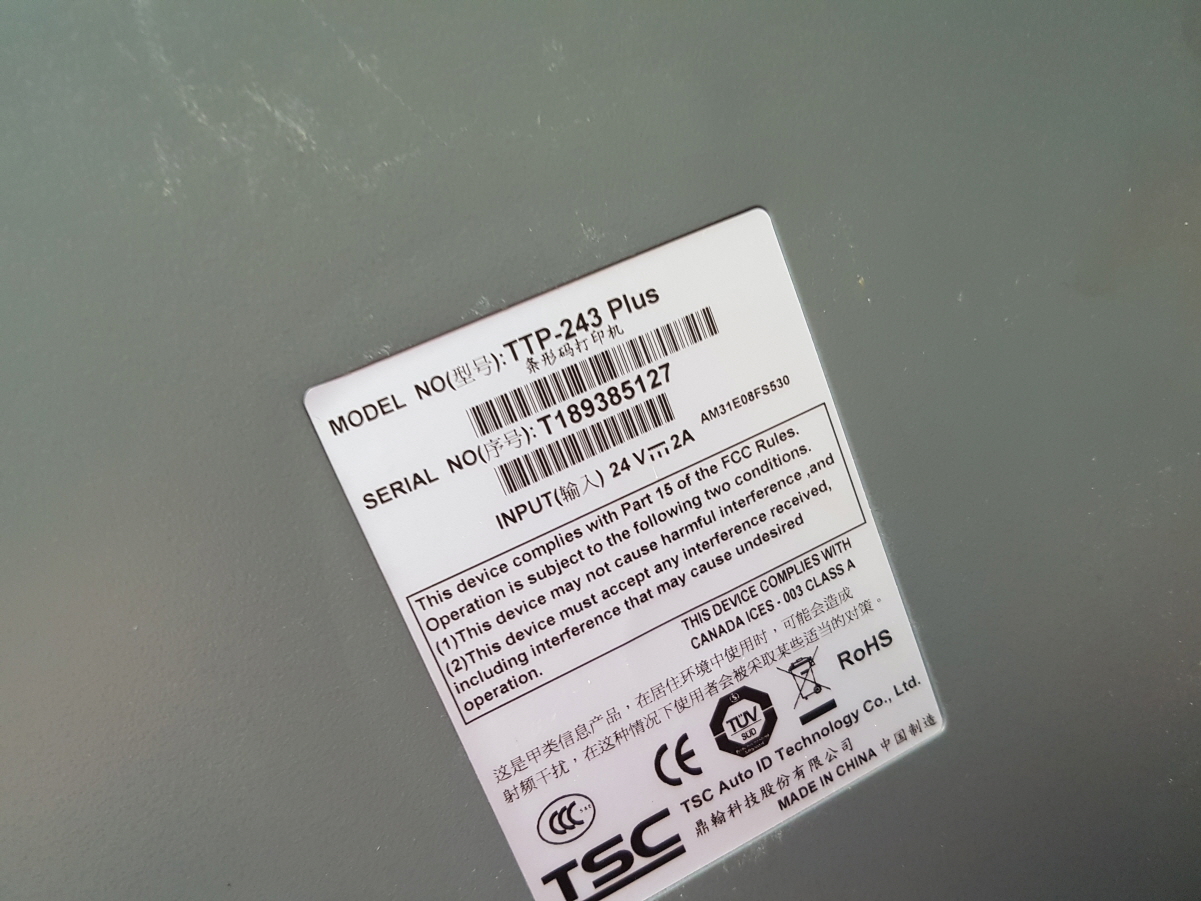 MODEL NO(型号): TTP-243 Plus
条形码打印机
SERIAL NO(序号): T189385127
INPUT(输入) 24 V 2A AM31E08FS530
This device complies with Part 15 of the FCC Rules.
Operation is subject to the following two conditions.
(1)This device may not cause harmful interference ,and
(2)This device must accept any interference received,
including interference that may cause undesired
operation.
THIS DEVICE COMPLIES WITH
CANADA ICES - 003 CLASS A
这是甲类信息产品，在居住环境中使用时，可能会造成
射频干扰，在这种情况下使用者会被采取某些适当的对策。
CCC CE TÜV SUD RoHS
TSC TSC Auto ID Technology Co., Ltd.
鼎翰科技股份有限公司
MADE IN CHINA 中国制造